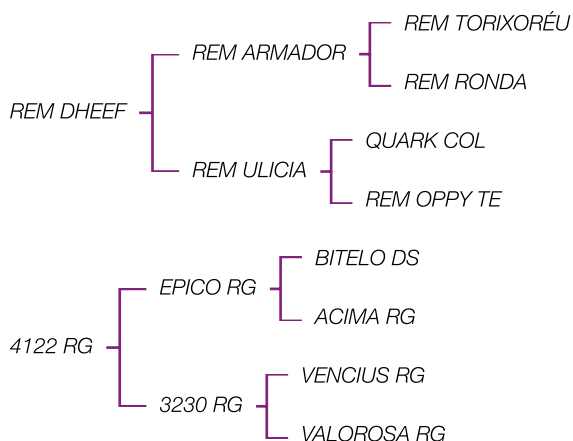 REM TORIXORÉU
REM ARMADOR
REM RONDA
REM DHEEF
QUARK COL
REM ULICIA
REM OPPY TE
BITELO DS
EPICO RG
ACIMA RG
4122 RG
VENCIUS RG
3230 RG
VALOROSA RG